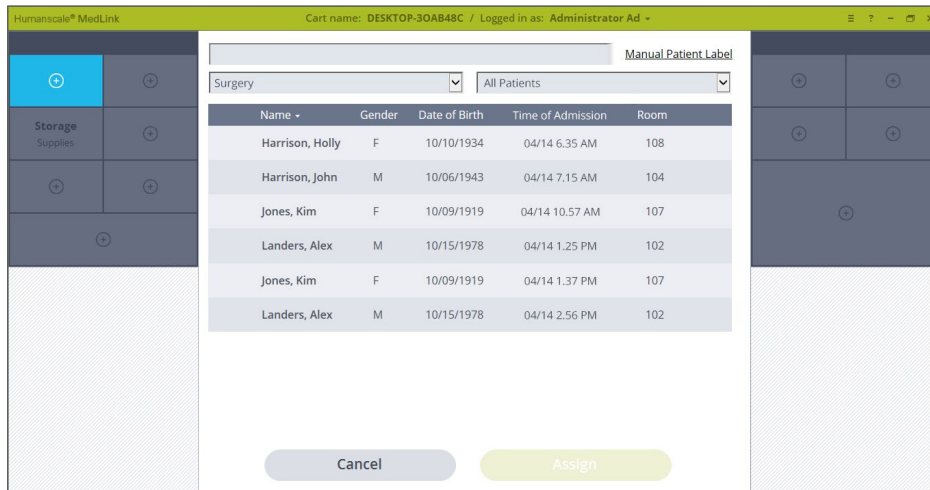 Humanscale® MedLink Cart name: DESKTOP-3OAB48C / Logged in as: Administrator Ad
Manual Patient Label
Surgery All Patients
Name Gender Date of Birth Time of Admission Room
Harrison, Holly F 10/10/1934 04/14 6.35 AM 108
Harrison, John M 10/06/1943 04/14 7.15 AM 104
Jones, Kim F 10/09/1919 04/14 10.57 AM 107
Landers, Alex M 10/15/1978 04/14 1.25 PM 102
Jones, Kim F 10/09/1919 04/14 1.37 PM 107
Landers, Alex M 10/15/1978 04/14 2.56 PM 102
Storage
Supplies
Cancel Assign